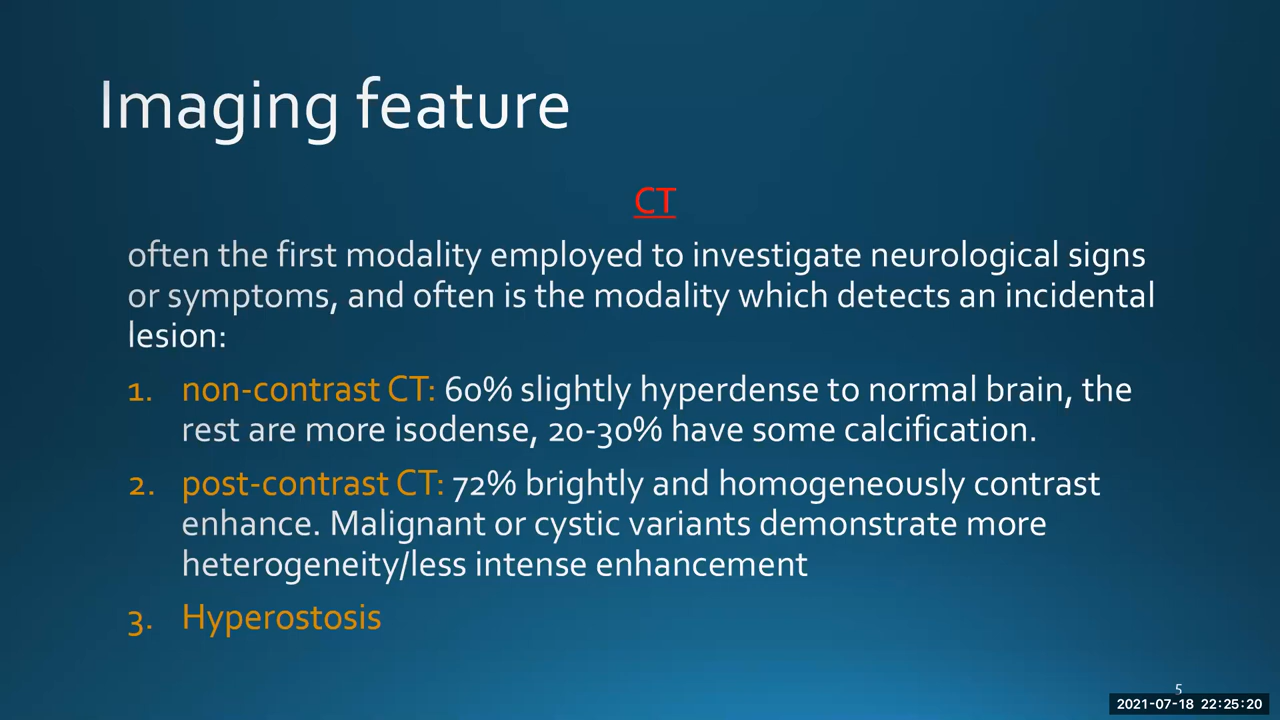 Imaging feature
CT
often the first modality employed to investigate neurological signs
or symptoms, and often is the modality which detects an incidental
lesion:
1. non-contrast CT: 60% slightly hyperdense to normal brain, the
rest are more isodense, 20-30% have some calcification.
2. post-contrast CT: 72% brightly and homogeneously contrast
enhance. Malignant or cystic variants demonstrate more
heterogeneity/less intense enhancement
3. Hyperostosis
5
2021-07-18 22:25:20